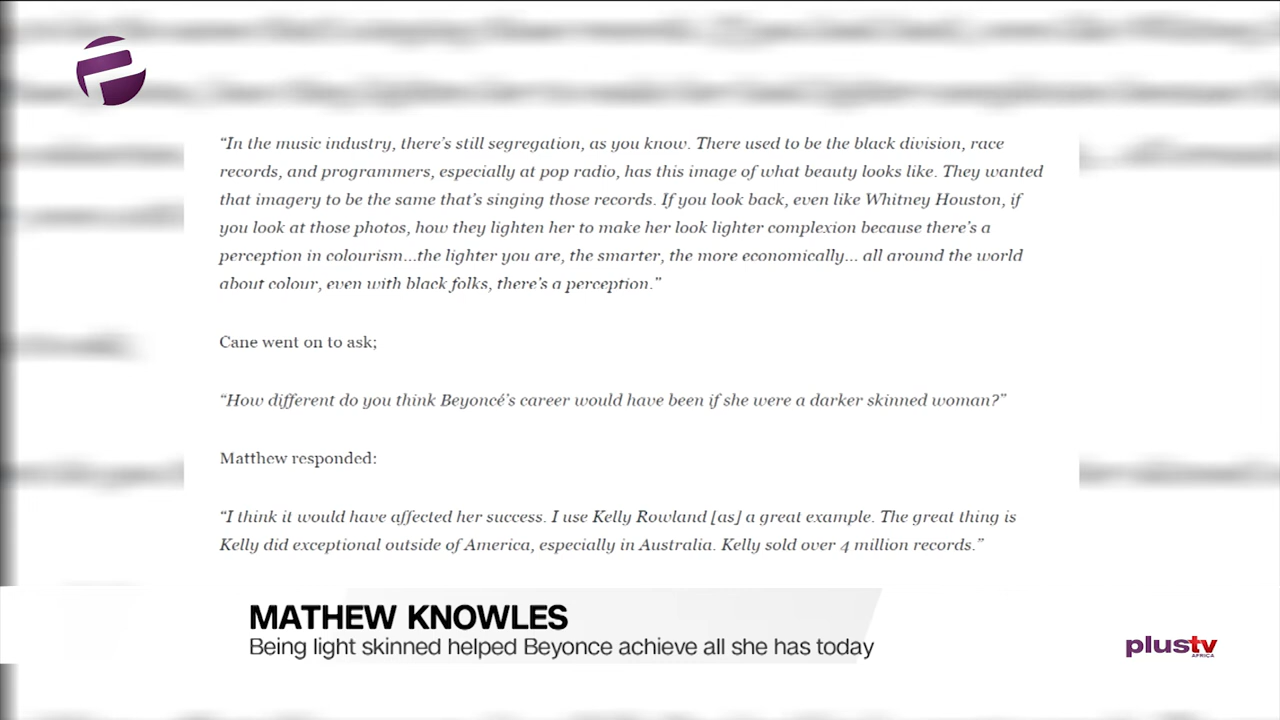 “In the music industry, there’s still segregation, as you know. There used to be the black division, race
records, and programmers, especially at pop radio, has this image of what beauty looks like. They wanted
that imagery to be the same that’s singing those records. If you look back, even like Whitney Houston, if
you look at those photos, how they lighten her to make her look lighter complexion because there’s a
perception in colourism…the lighter you are, the smarter, the more economically… all around the world
about colour, even with black folks, there’s a perception.”
Cane went on to ask;
“How different do you think Beyoncé’s career would have been if she were a darker skinned woman?”
Matthew responded:
“I think it would have affected her success. I use Kelly Rowland [as] a great example. The great thing is
Kelly did exceptional outside of America, especially in Australia. Kelly sold over 4 million records.”
MATHEW KNOWLES
Being light skinned helped Beyonce achieve all she has today
plustv
AFRICA